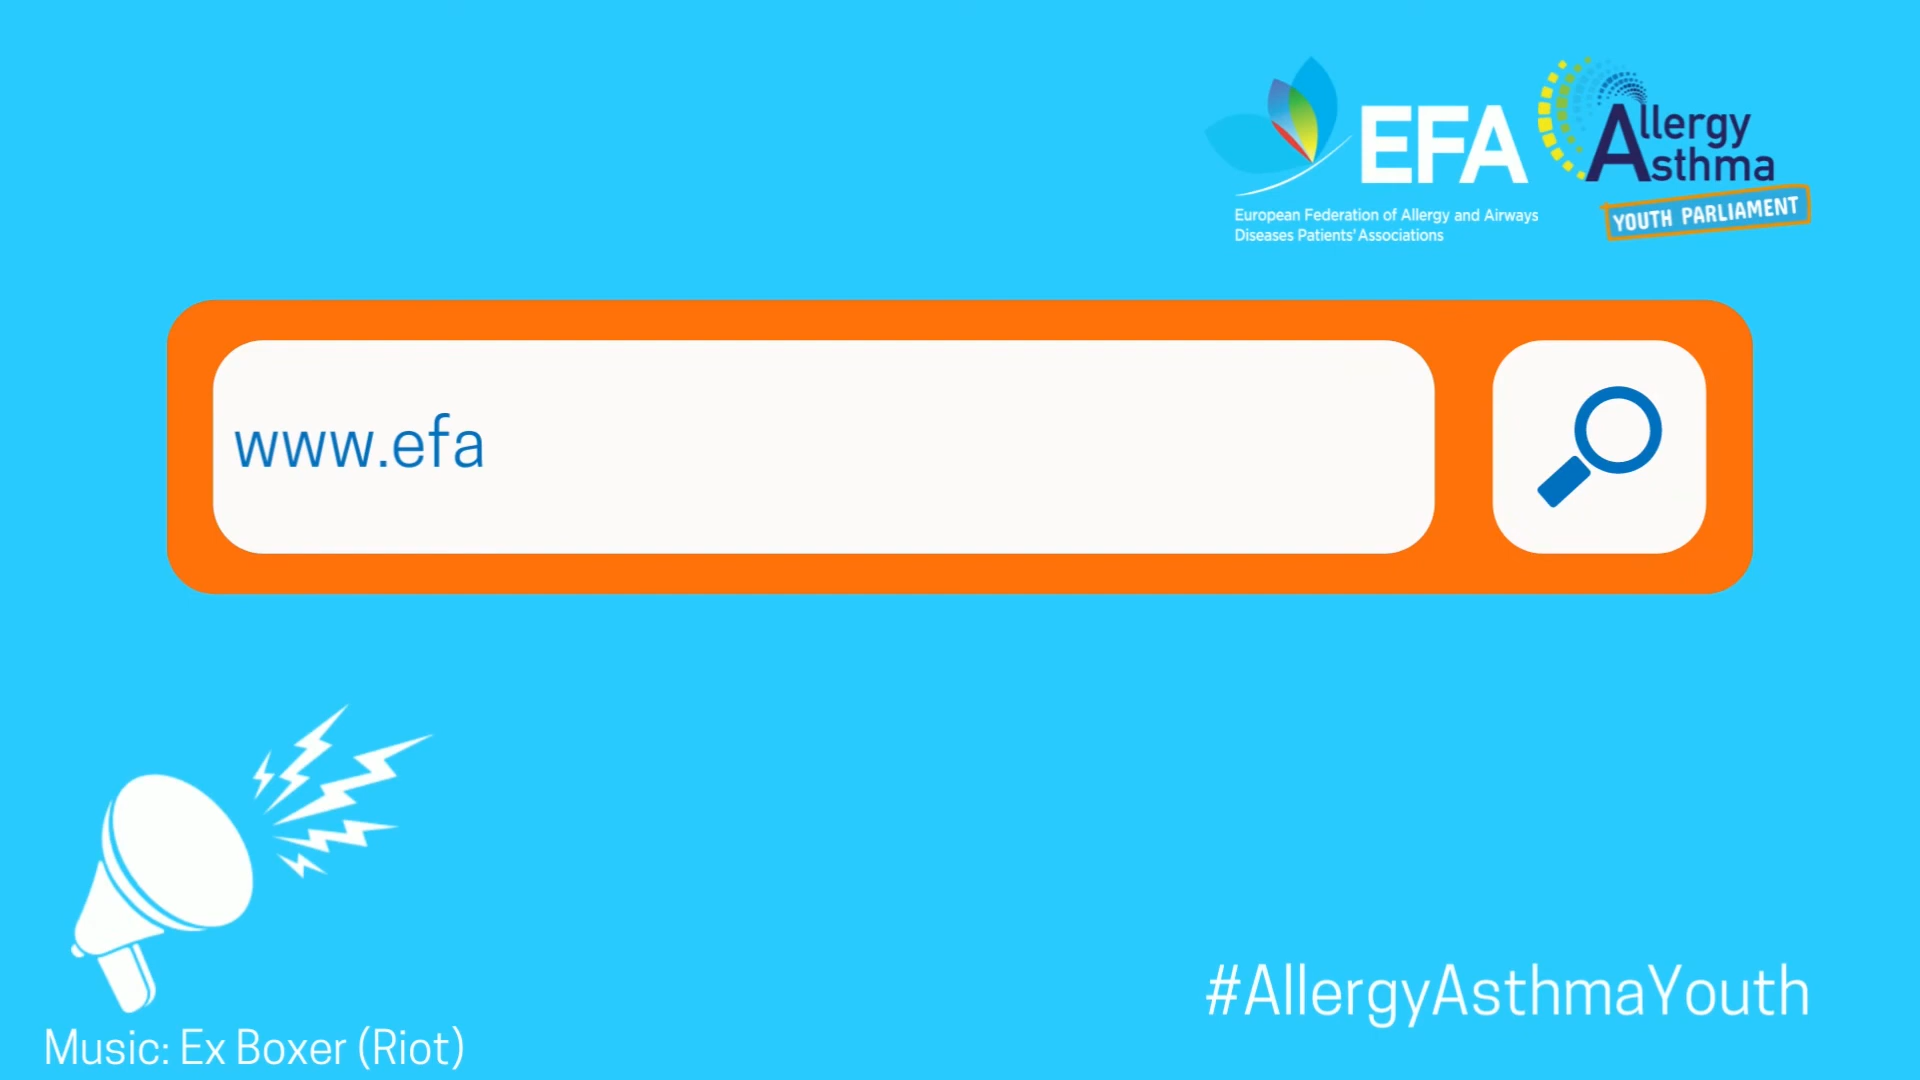 EFA
European Federation of Allergy and Airways
Diseases Patients' Associations
Allergy
Asthma
YOUTH PARLIAMENT
www.efa
#AllergyAsthmaYouth
Music: Ex Boxer (Riot)